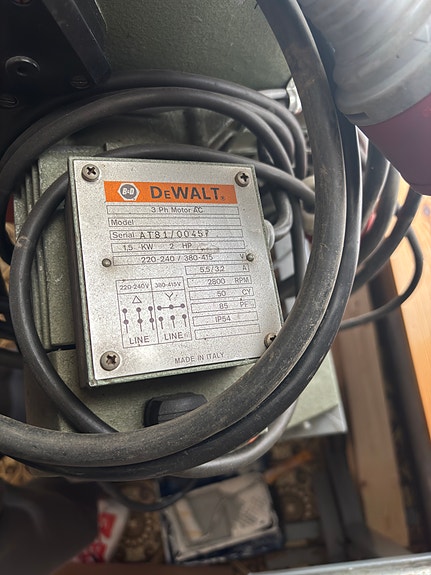 B&D DEWALT®
3 Ph Motor AC
Model
Serial AT81/00457
1,5 KW 2 HP
220-240 / 380-415 V
5,5/3,2 A
2800 RPM
50 CY
85 PF
IP54
220-240V 380-415V
Δ Y
LINE LINE
MADE IN ITALY